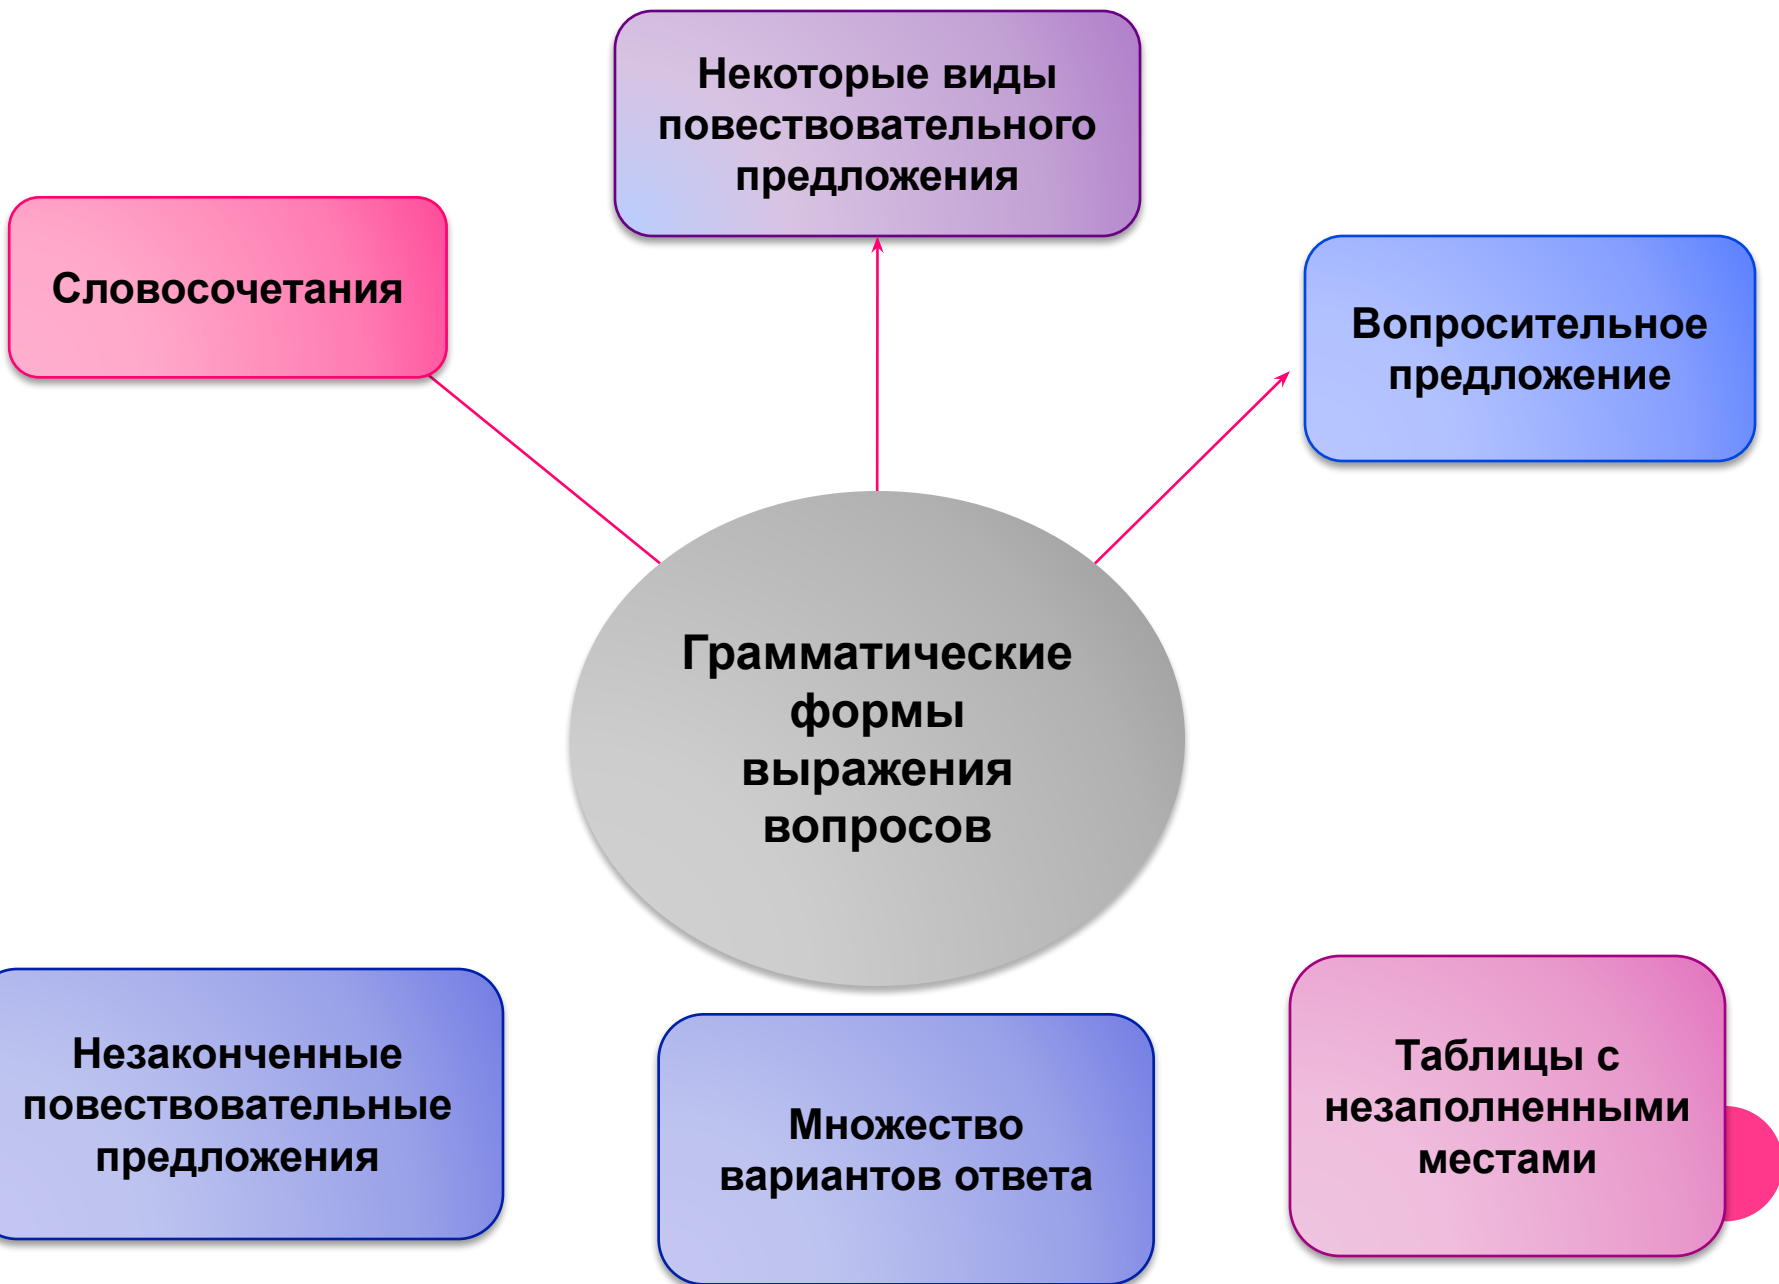 Некоторые виды
повествовательного
предложения
Словосочетания
Вопросительное
предложение
Грамматические
формы
выражения
вопросов
Незаконченные
повествовательные
предложения
Множество
вариантов ответа
Таблицы с
незаполненными
местами